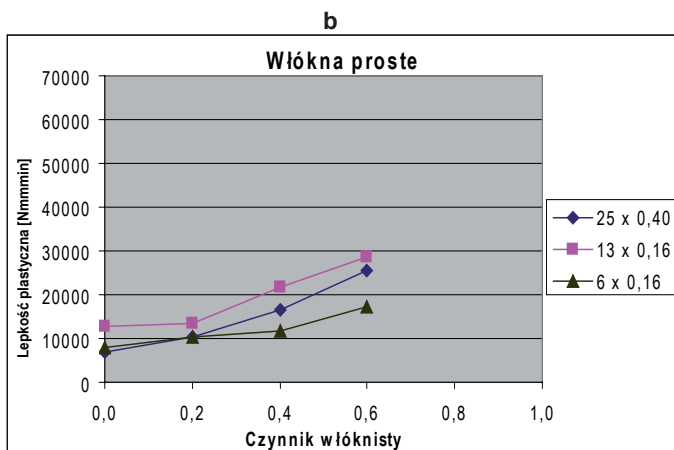 b
Włókna proste
70000
60000
50000
40000
30000
20000
10000
0
Lepkość plastyczna [Nmmmin]
0,0 0,2 0,4 0,6 0,8 1,0
Czynnik włóknisty
25 x 0,40
13 x 0,16
6 x 0,16